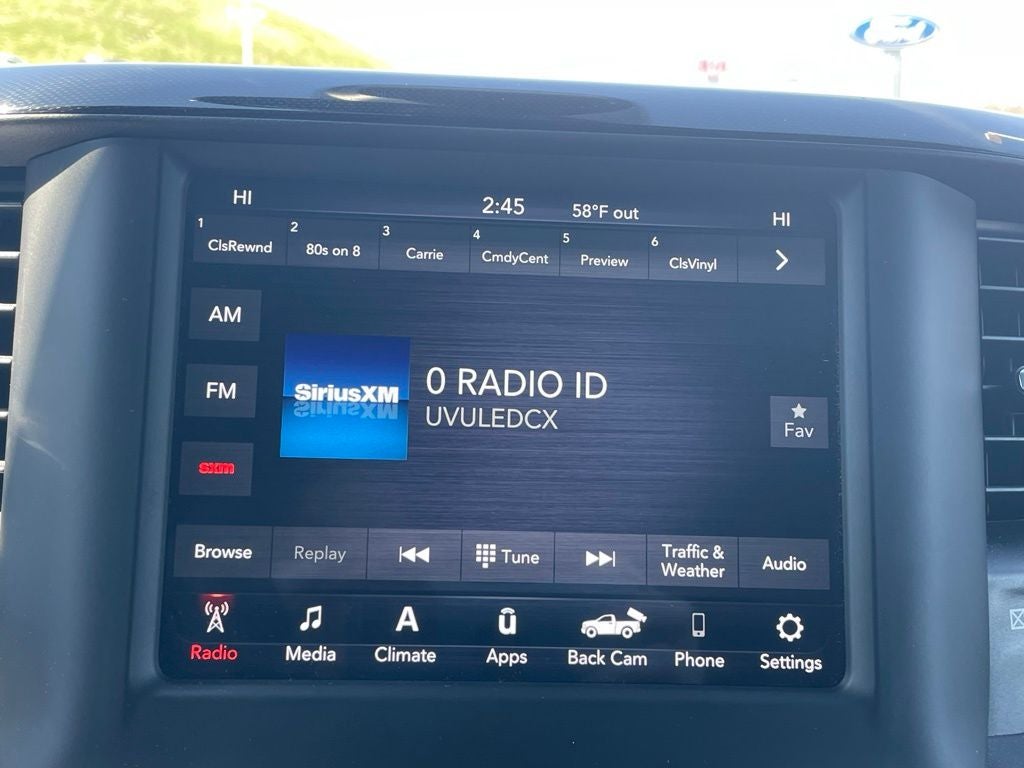 Ford
HI
2:45
58°F out
HI
1 ClsRewnd
2 80s on 8
3 Carrie
4 CmdyCent
5 Preview
6 ClsVinyl
AM
FM
sxm
SiriusXM
0 RADIO ID
UVULEDCX
Fav
Browse
Replay
Tune
Traffic &
Weather
Audio
Radio
Media
A
Climate
ū
Apps
Back Cam
Phone
Settings